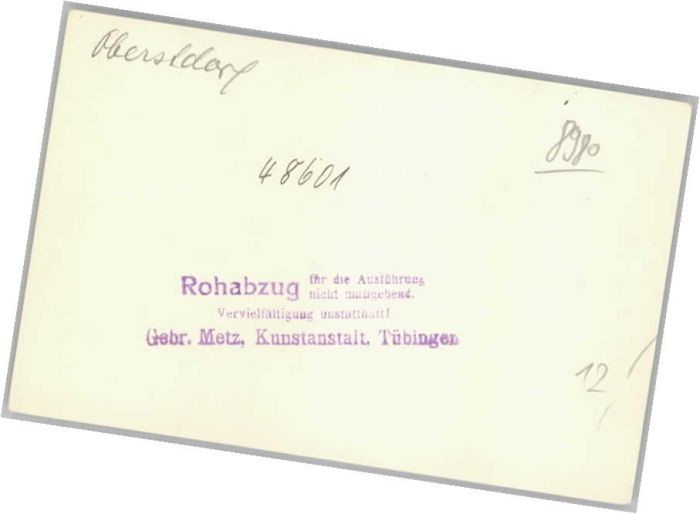 Oberstdorf
8980
48601
Rohabzug für die Ausführung
nicht maßgebend.
Vervielfältigung unstatthaft!
Gebr. Metz, Kunstanstalt, Tübingen
12